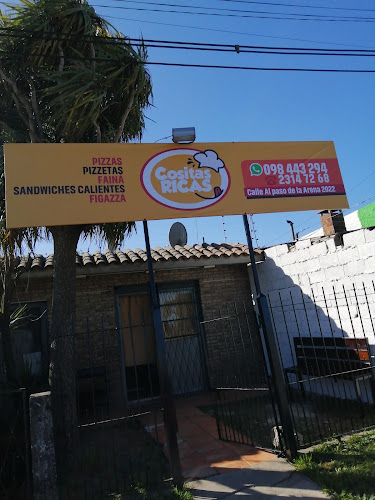 PIZZAS
PIZZETAS
FAINA
SANDWICHES CALIENTES
FIGAZZA
Cositas
RICAS
098 443 294
2314 72 68
Calle Al paso de la Arena 2022